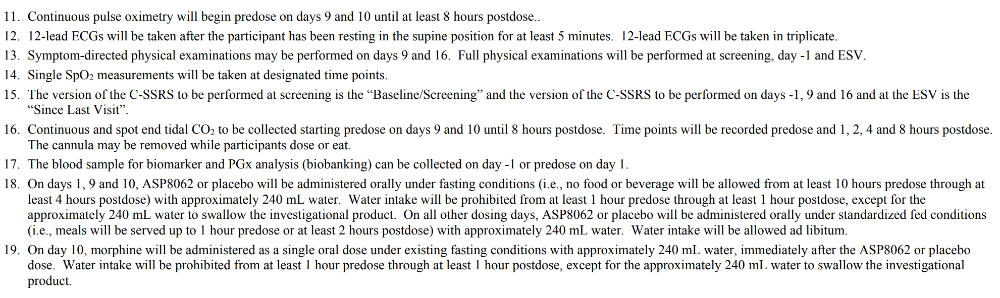 11. Continuous pulse oximetry will begin predose on days 9 and 10 until at least 8 hours postdose..
12. 12-lead ECGs will be taken after the participant has been resting in the supine position for at least 5 minutes.  12-lead ECGs will be taken in triplicate.
13. Symptom-directed physical examinations may be performed on days 9 and 16.  Full physical examinations will be performed at screening, day -1 and ESV.
14. Single SpO₂ measurements will be taken at designated time points.
15. The version of the C-SSRS to be performed at screening is the “Baseline/Screening” and the version of the C-SSRS to be performed on days -1, 9 and 16 and at the ESV is the
“Since Last Visit”.
16. Continuous and spot end tidal CO₂ to be collected starting predose on days 9 and 10 until 8 hours postdose.  Time points will be recorded predose and 1, 2, 4 and 8 hours postdose.
The cannula may be removed while participants dose or eat.
17. The blood sample for biomarker and PGx analysis (biobanking) can be collected on day -1 or predose on day 1.
18. On days 1, 9 and 10, ASP8062 or placebo will be administered orally under fasting conditions (i.e., no food or beverage will be allowed from at least 10 hours predose through at
least 4 hours postdose) with approximately 240 mL water.  Water intake will be prohibited from at least 1 hour predose through at least 1 hour postdose, except for the
approximately 240 mL water to swallow the investigational product.  On all other dosing days, ASP8062 or placebo will be administered orally under standardized fed conditions
(i.e., meals will be served up to 1 hour predose or at least 2 hours postdose) with approximately 240 mL water.  Water intake will be allowed ad libitum.
19. On day 10, morphine will be administered as a single oral dose under existing fasting conditions with approximately 240 mL water, immediately after the ASP8062 or placebo
dose.  Water intake will be prohibited from at least 1 hour predose through at least 1 hour postdose, except for the approximately 240 mL water to swallow the investigational
product.